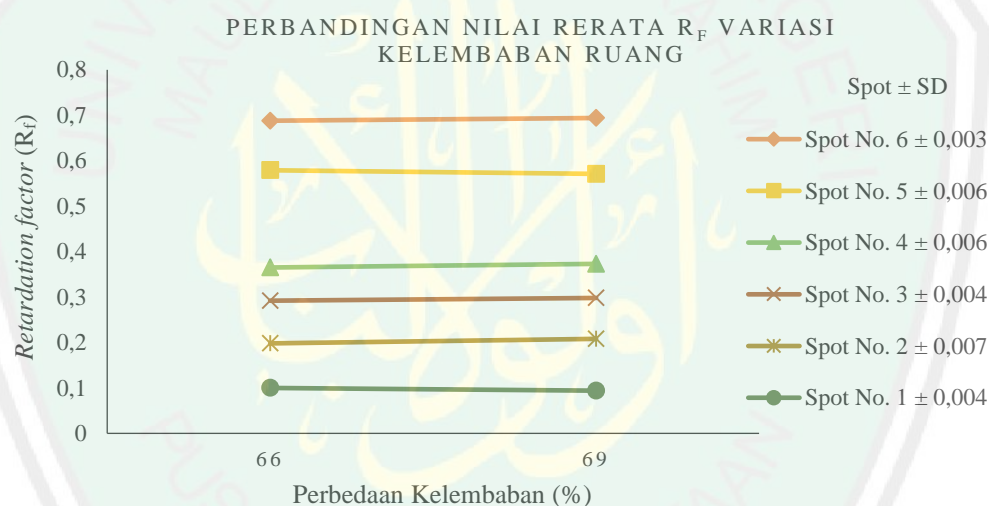 PERBANDINGAN NILAI RERATA R_F VARIASI
KELEMBABAN RUANG
Retardation factor (R_f)
0,8
0,7
0,6
0,5
0,4
0,3
0,2
0,1
0
66
69
Perbedaan Kelembaban (%)
Spot ± SD
Spot No. 6 ± 0,003
Spot No. 5 ± 0,006
Spot No. 4 ± 0,006
Spot No. 3 ± 0,004
Spot No. 2 ± 0,007
Spot No. 1 ± 0,004